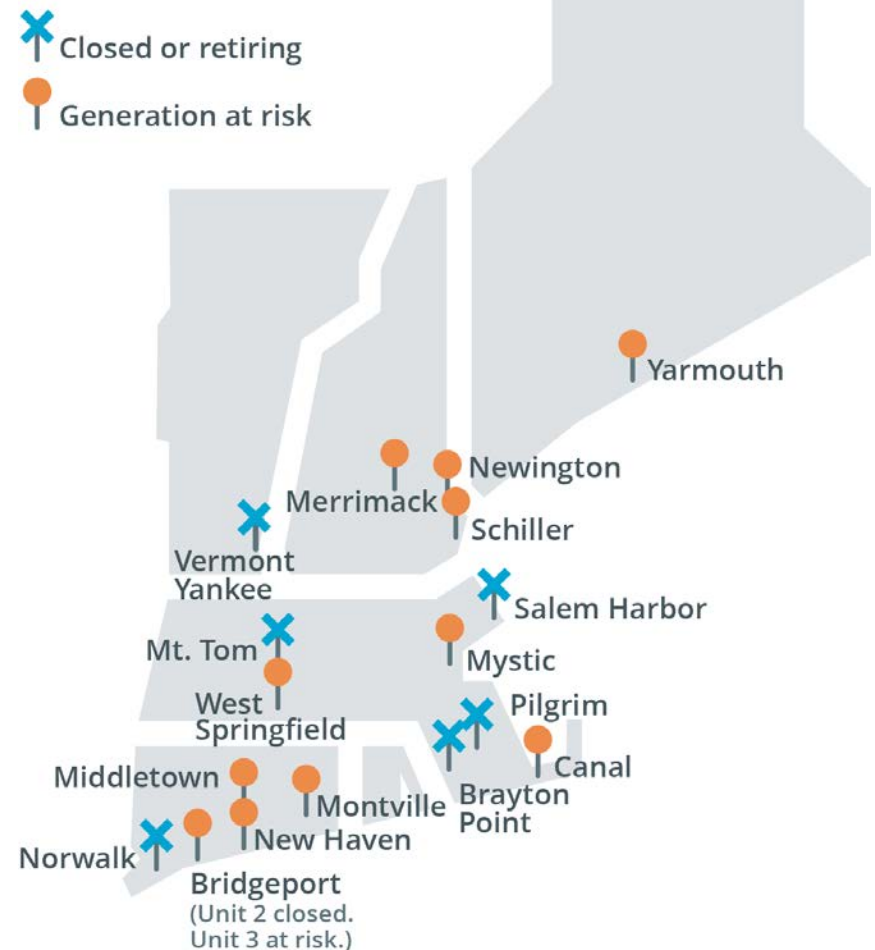 Closed or retiring
Generation at risk
Yarmouth
Newington
Merrimack
Schiller
Vermont
Yankee
Salem Harbor
Mt. Tom
Mystic
West
Springfield
Pilgrim
Canal
Middletown
Montville
Brayton
Point
New Haven
Norwalk
Bridgeport
(Unit 2 closed.
Unit 3 at risk.)